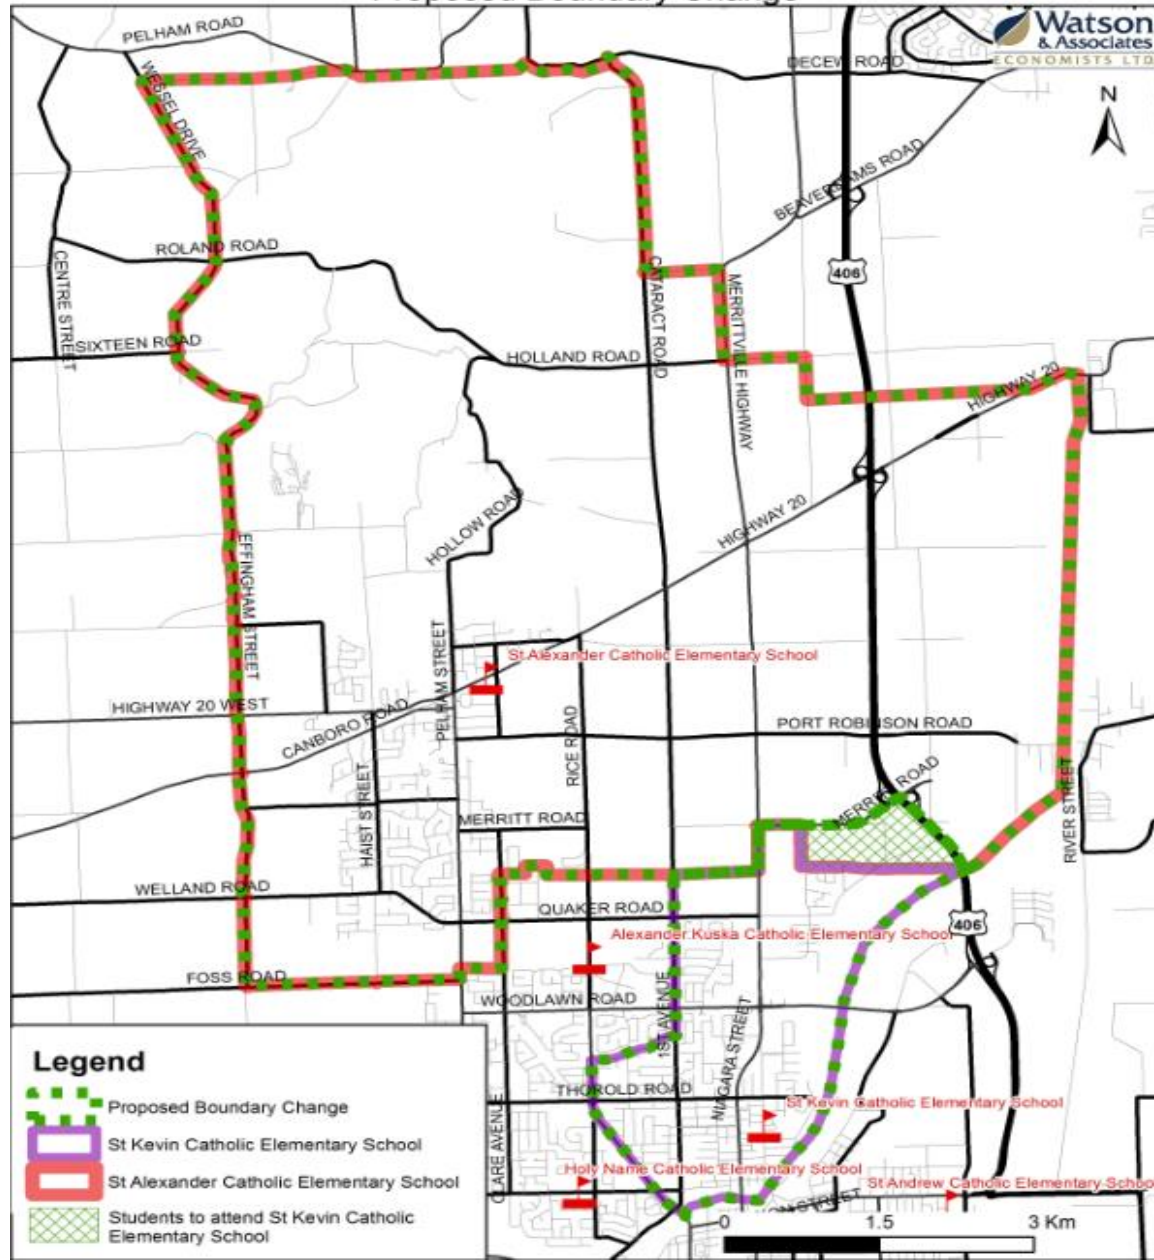 Proposed Boundary Change
Watson
& Associates
ECONOMISTS LTD
N
PELHAM ROAD
WESSEL DRIVE
DECEW ROAD
BEAVERDAMS ROAD
ROLAND ROAD
CENTRE STREET
SIXTEEN ROAD
CATARACT ROAD
MERRITTVILLE HIGHWAY
406
HOLLAND ROAD
HIGHWAY 20
HOLLOW ROAD
HIGHWAY 20
EFFINGHAM STREET
PELHAM STREET
St Alexander Catholic Elementary School
HIGHWAY 20 WEST
CANBORO ROAD
RICE ROAD
PORT ROBINSON ROAD
HAIST STREET
MERRITT ROAD
MERRITT ROAD
RIVER STREET
WELLAND ROAD
QUAKER ROAD
Alexander Kuska Catholic Elementary School
406
FOSS ROAD
WOODLAWN ROAD
1ST AVENUE
NIAGARA STREET
THOROLD ROAD
CLARE AVENUE
St Kevin Catholic Elementary School
Holy Name Catholic Elementary School
St Andrew Catholic Elementary Schoo
STREET
Legend
Proposed Boundary Change
St Kevin Catholic Elementary School
St Alexander Catholic Elementary School
Students to attend St Kevin Catholic
Elementary School
0 1.5 3 Km